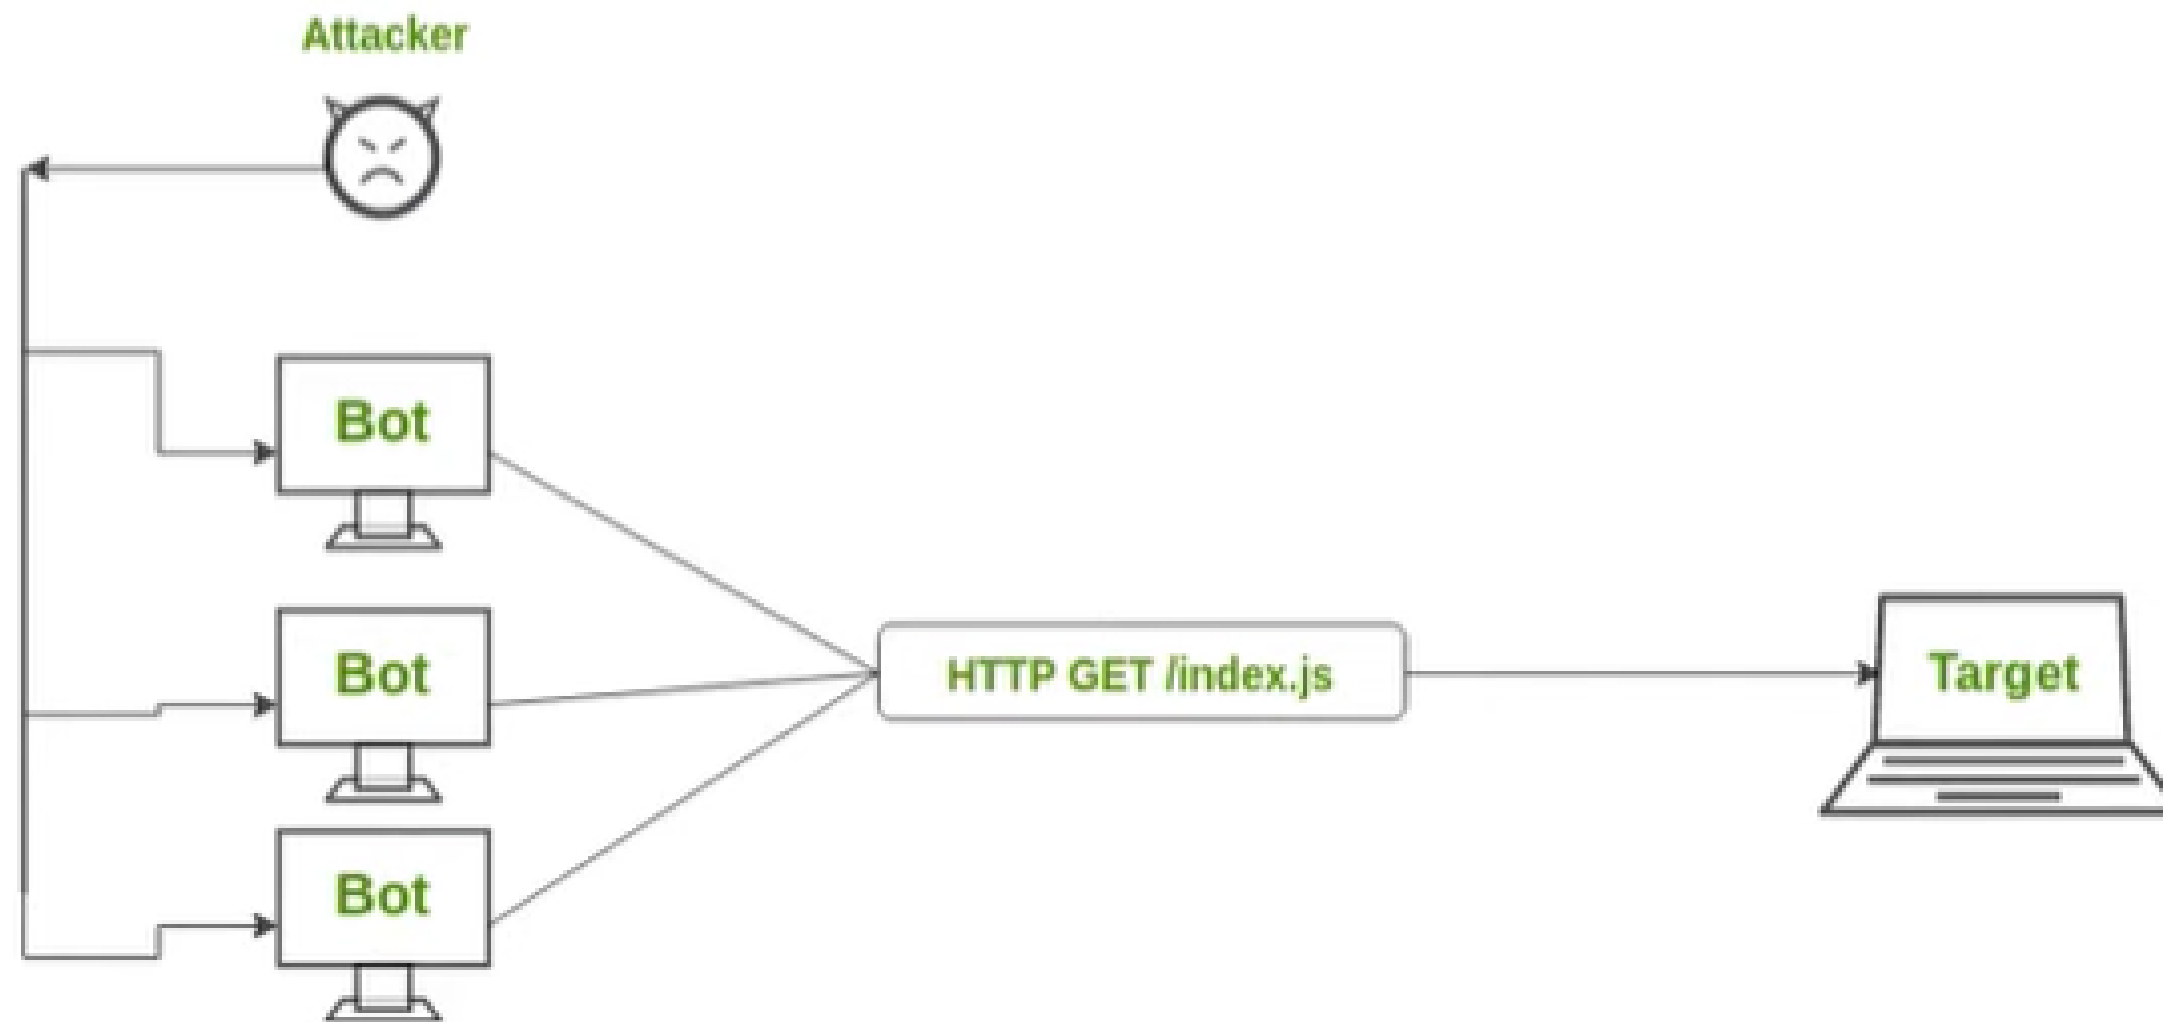 Attacker
Bot
Bot
HTTP GET /index.js
Target
Bot